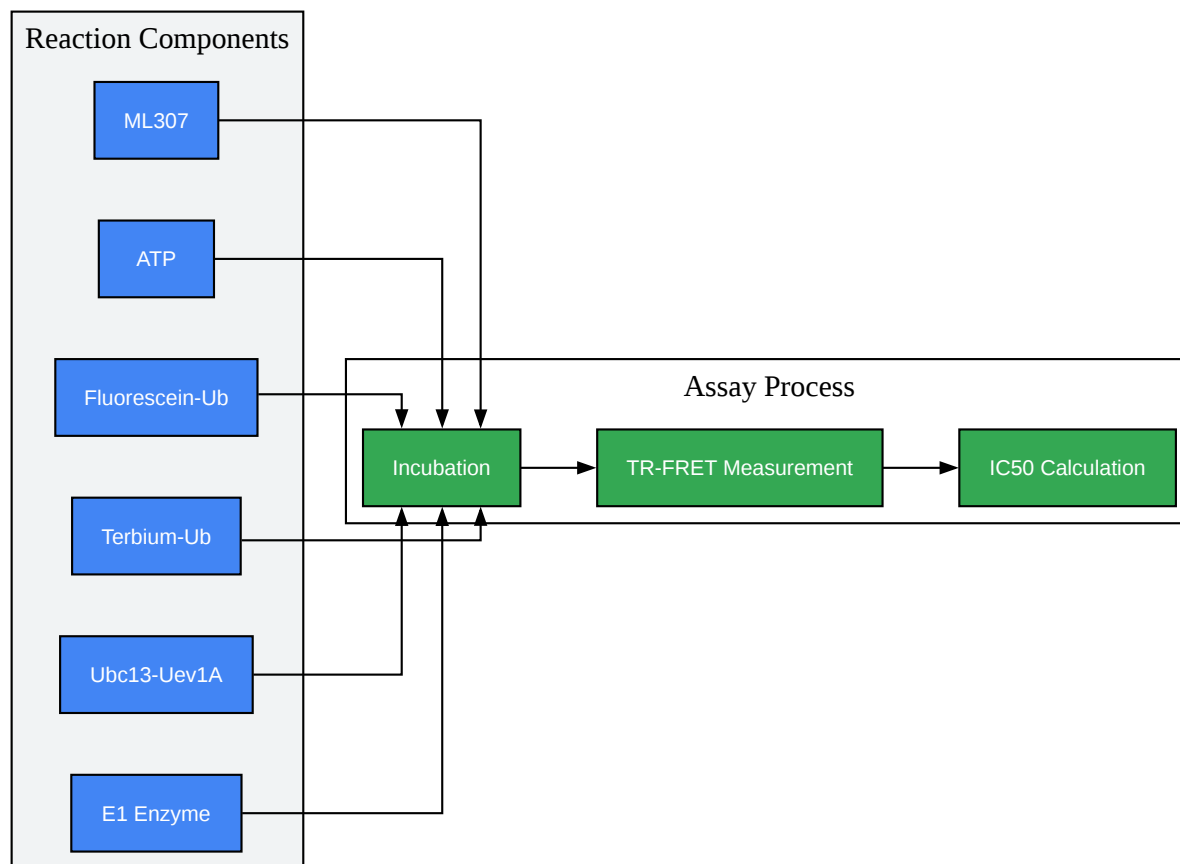 Reaction Components
ML307
ATP
Fluorescein-Ub
Terbium-Ub
Ubc13-Uev1A
E1 Enzyme
Assay Process
Incubation
TR-FRET Measurement
IC50 Calculation